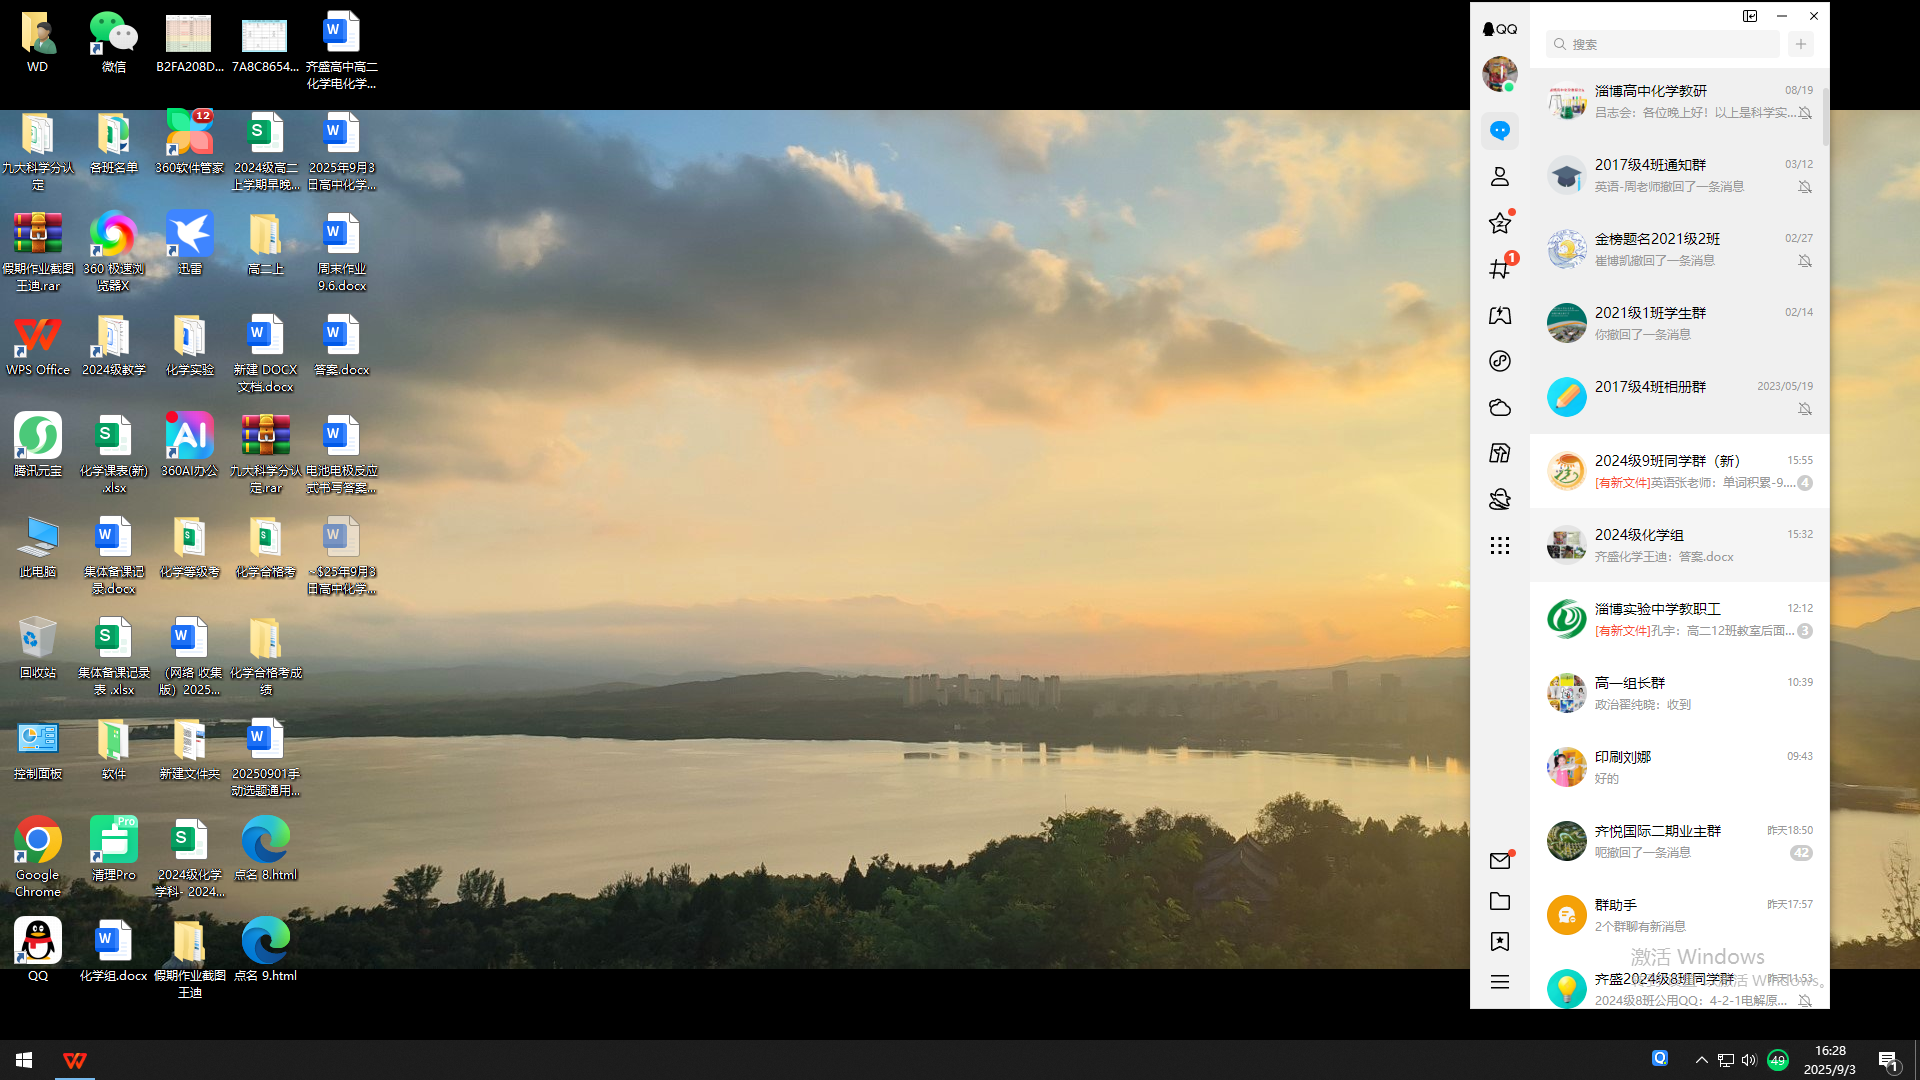 WD
微信
B2FA208D...
7A8C8654...
齐盛高中高二
化学电化学...
九大科学分认
定
各班名单
12
360软件管家
2024级高二
上学期早晚...
2025年9月3
日高中化学...
假期作业截图
王迪.rar
360 极速浏
览器X
迅雷
高二上
周末作业
9.6.docx
WPS Office
2024级教学
化学实验
新建 DOCX
文档.docx
答案.docx
腾讯元宝
化学课表(新)
.xlsx
AI
360AI办公
九大科学分认
定.rar
电池电极反应
式书写答案...
此电脑
集体备课记
录.docx
化学等级考
化学合格考
~$25年9月3
日高中化学...
回收站
集体备课记录
表 .xlsx
（网络 收集
版）2025...
化学合格考成
绩
控制面板
软件
新建文件夹
20250901手
动选题通用...
Google
Chrome
Pro
清理Pro
2024级化学
学科- 2024...
点名 8.html
QQ
化学组.docx
假期作业截图
王迪
点名 9.html
QQ
搜索
1
淄博高中化学教研
08/19
吕志会：各位晚上好！以上是科学实...
2017级4班通知群
03/12
英语-周老师撤回了一条消息
金榜题名2021级2班
02/27
崔博凯撤回了一条消息
2021级1班学生群
02/14
你撤回了一条消息
2017级4班相册群
2023/05/19
2024级9班同学群（新）
15:55
[有新文件]英语张老师：单词积累-9....
4
2024级化学组
15:32
齐盛化学王迪：答案.docx
淄博实验中学教职工
12:12
[有新文件]孔宇：高二12班教室后面...
3
高一组长群
10:39
政治翟纯晓：收到
印刷刘娜
09:43
好的
齐悦国际二期业主群
昨天18:50
呃撤回了一条消息
42
群助手
昨天17:57
2个群聊有新消息
激活 Windows
齐盛2024级8班同学群
昨天11:53
2024级8班公用QQ：4-2-1电解原...
49
16:28
2025/9/3
1